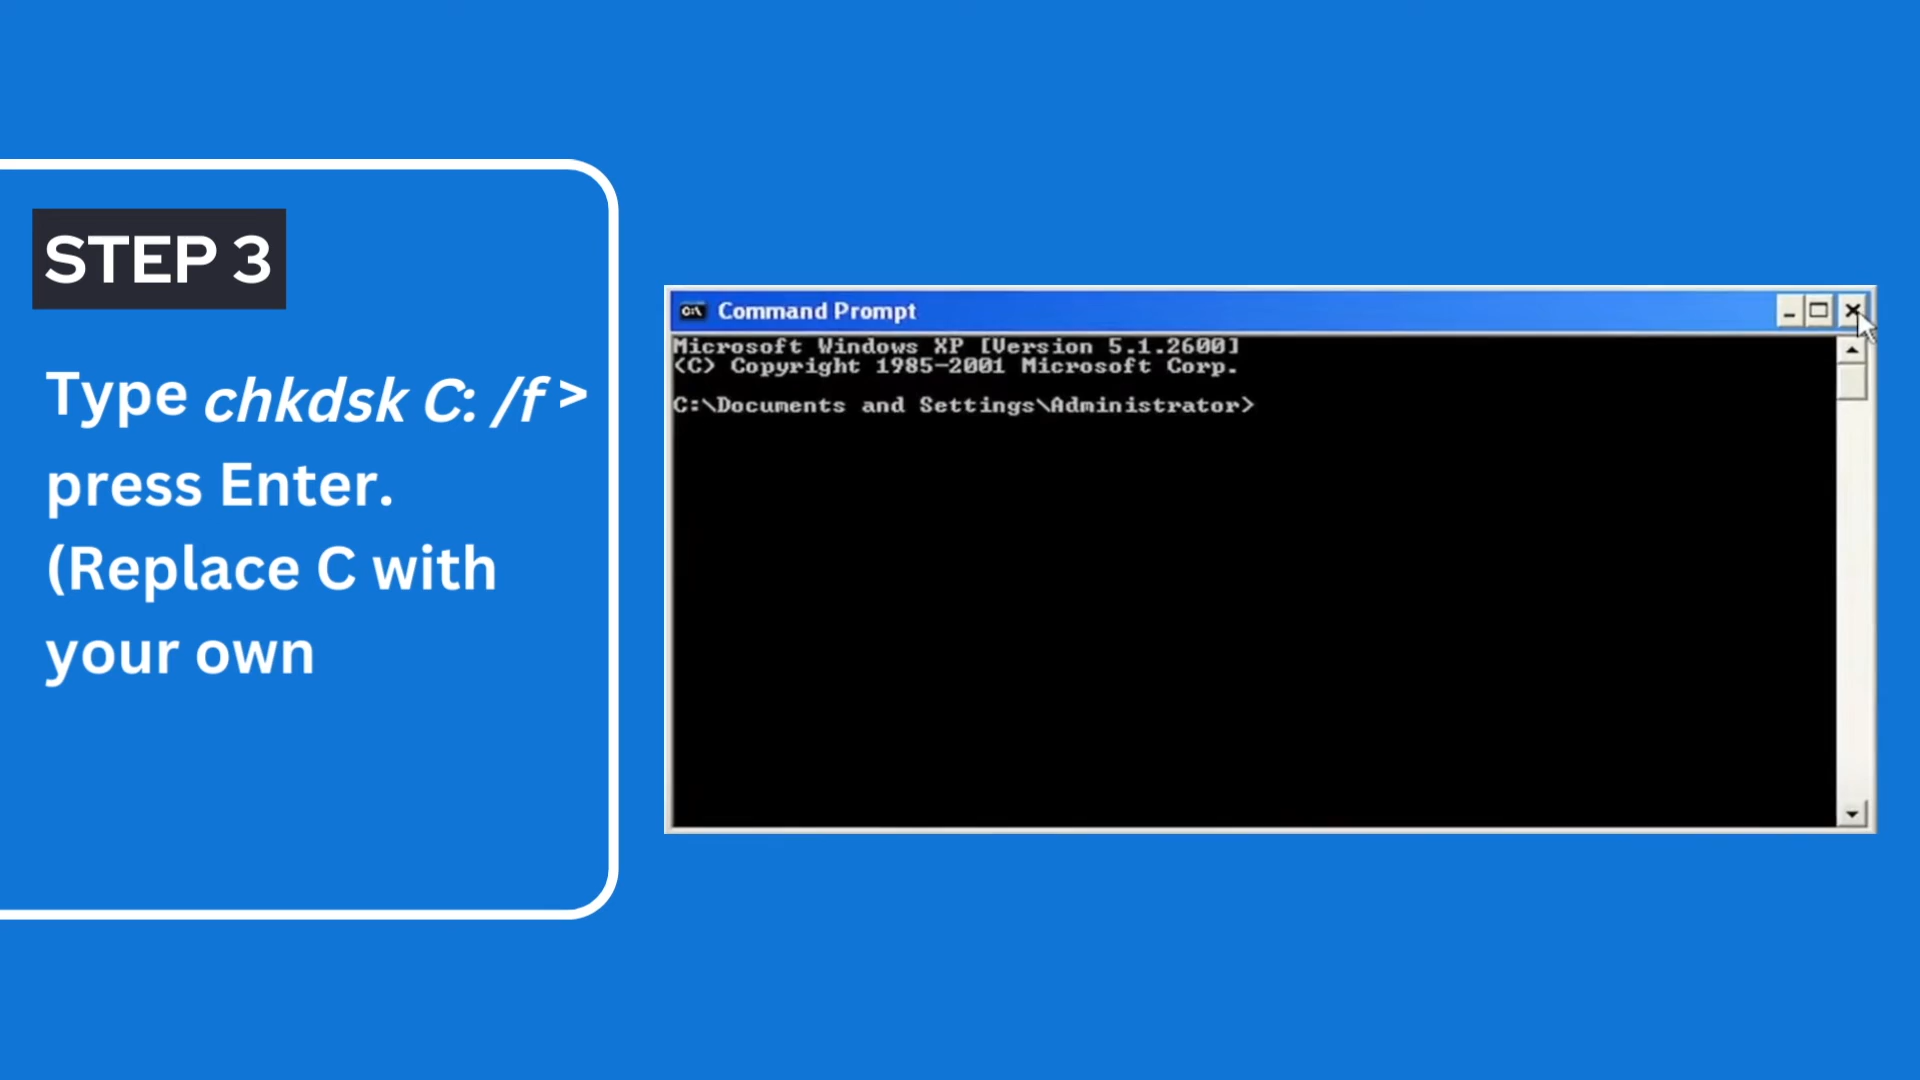 STEP 3
Type chkdsk C: /f >
press Enter.
(Replace C with
your own
Command Prompt
Microsoft Windows XP [Version 5.1.2600]
(C) Copyright 1985-2001 Microsoft Corp.
C:\Documents and Settings\Administrator>